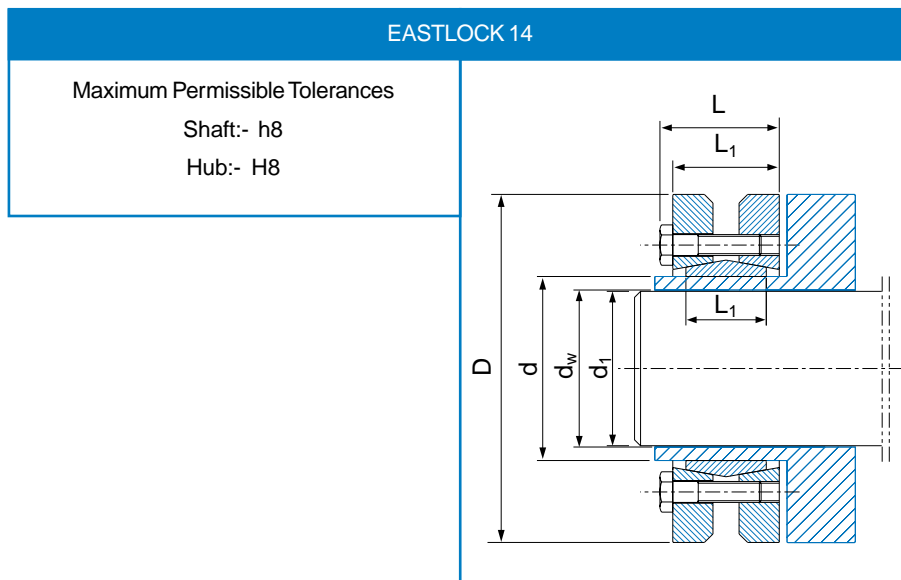 EASTLOCK 14
Maximum Permissible Tolerances
Shaft:- h8
Hub:- H8
L
L₁
L₁
D
d
dw
d₁